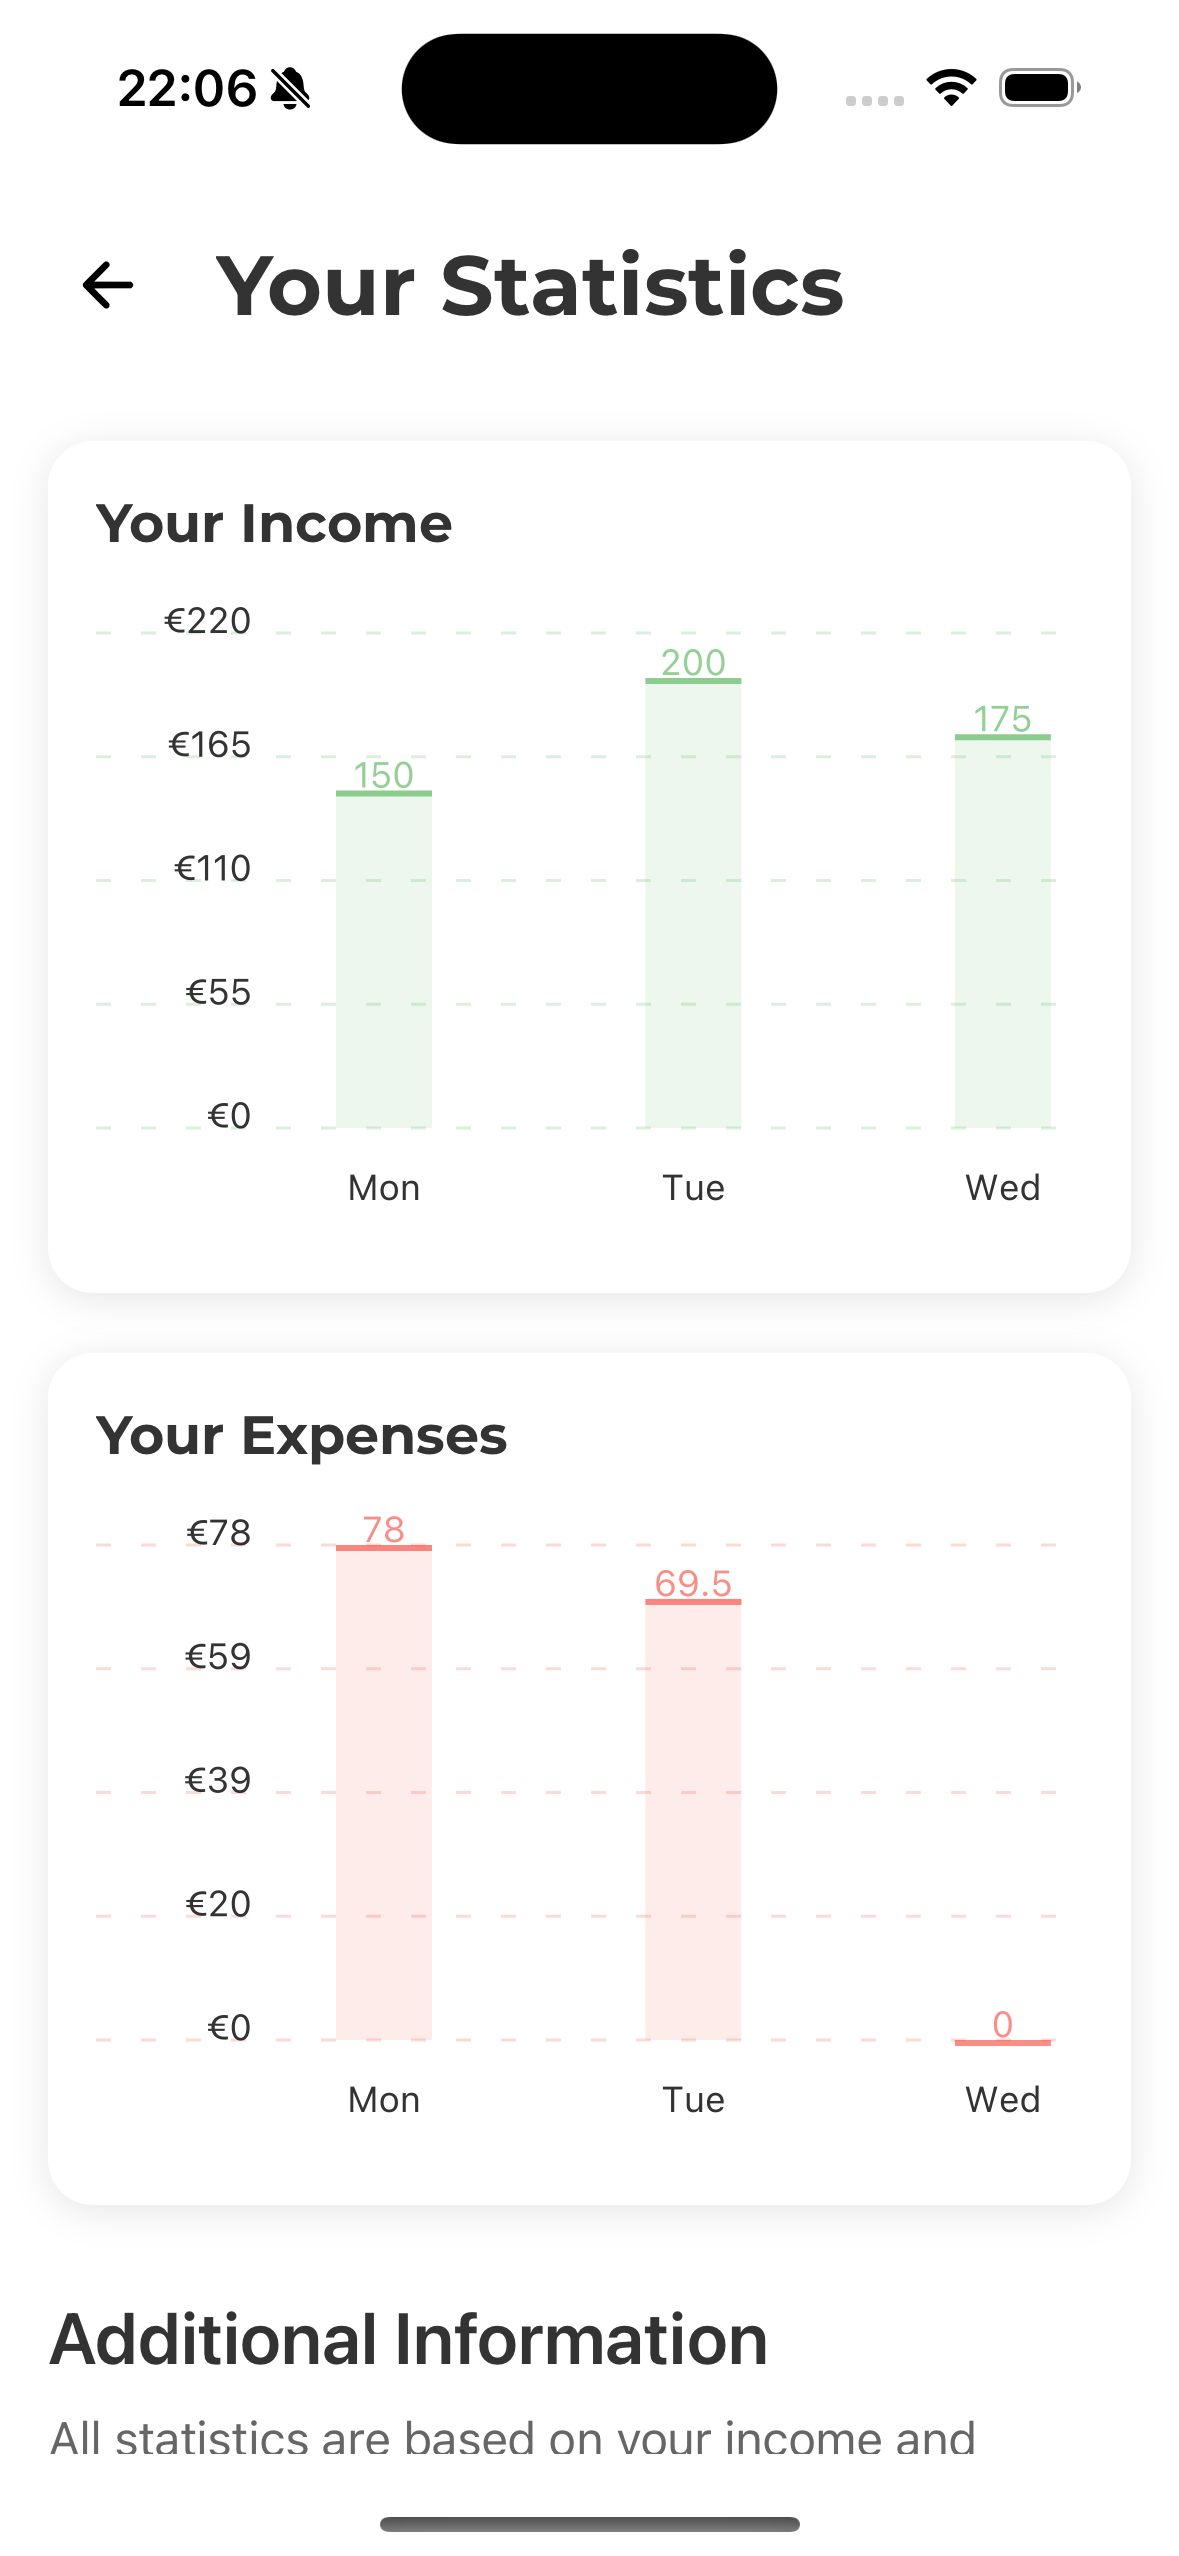 22:06
Your Statistics
Your Income
€220
200
175
€165
150
€110
€55
€0
Mon Tue Wed
Your Expenses
€78 78
69.5
€59
€39
€20
€0 0
Mon Tue Wed
Additional Information
All statistics are based on your income and